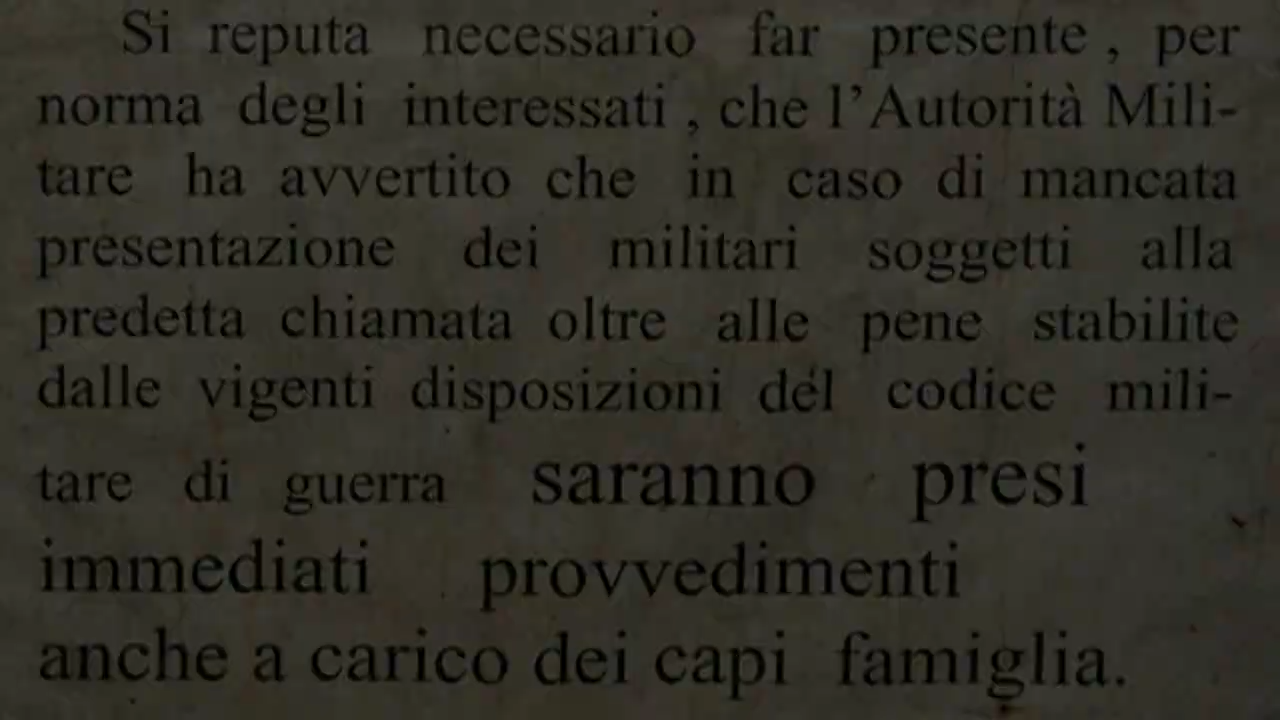 Si reputa necessario far presente , per
norma degli interessati , che l’Autorità Mili-
tare ha avvertito che in caso di mancata
presentazione dei militari soggetti alla
predetta chiamata oltre alle pene stabilite
dalle vigenti disposizioni del codice mili-
tare di guerra saranno presi
immediati provvedimenti
anche a carico dei capi famiglia.